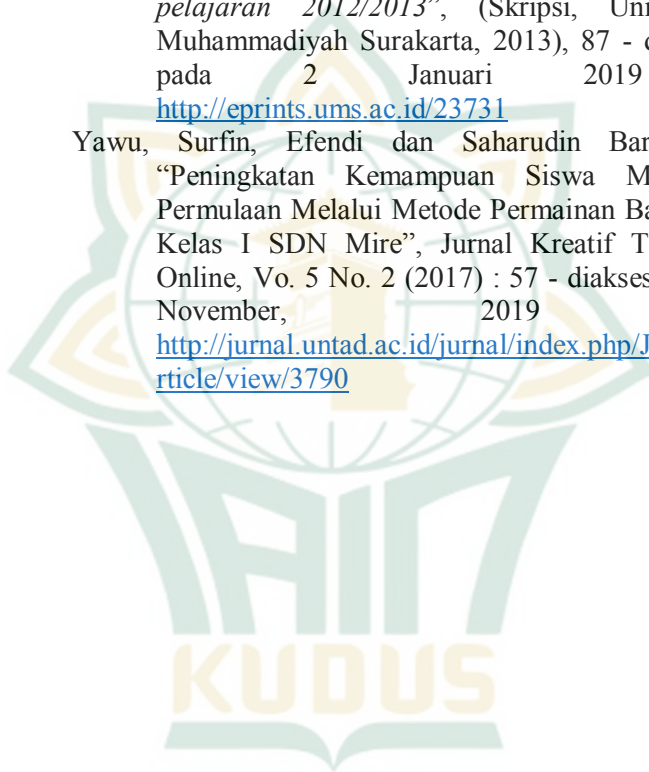 pelajaran 2012/2013”, (Skripsi, Uni
Muhammadiyah Surakarta, 2013), 87 -
pada 2 Januari 2019
http://eprints.ums.ac.id/23731
Yawu, Surfin, Efendi dan Saharudin Bar
“Peningkatan Kemampuan Siswa M
Permulaan Melalui Metode Permainan Ba
Kelas I SDN Mire”, Jurnal Kreatif T
Online, Vo. 5 No. 2 (2017) : 57 - diakses
November, 2019
http://jurnal.untad.ac.id/jurnal/index.php/J
rticle/view/3790
IAIN
KUDUS